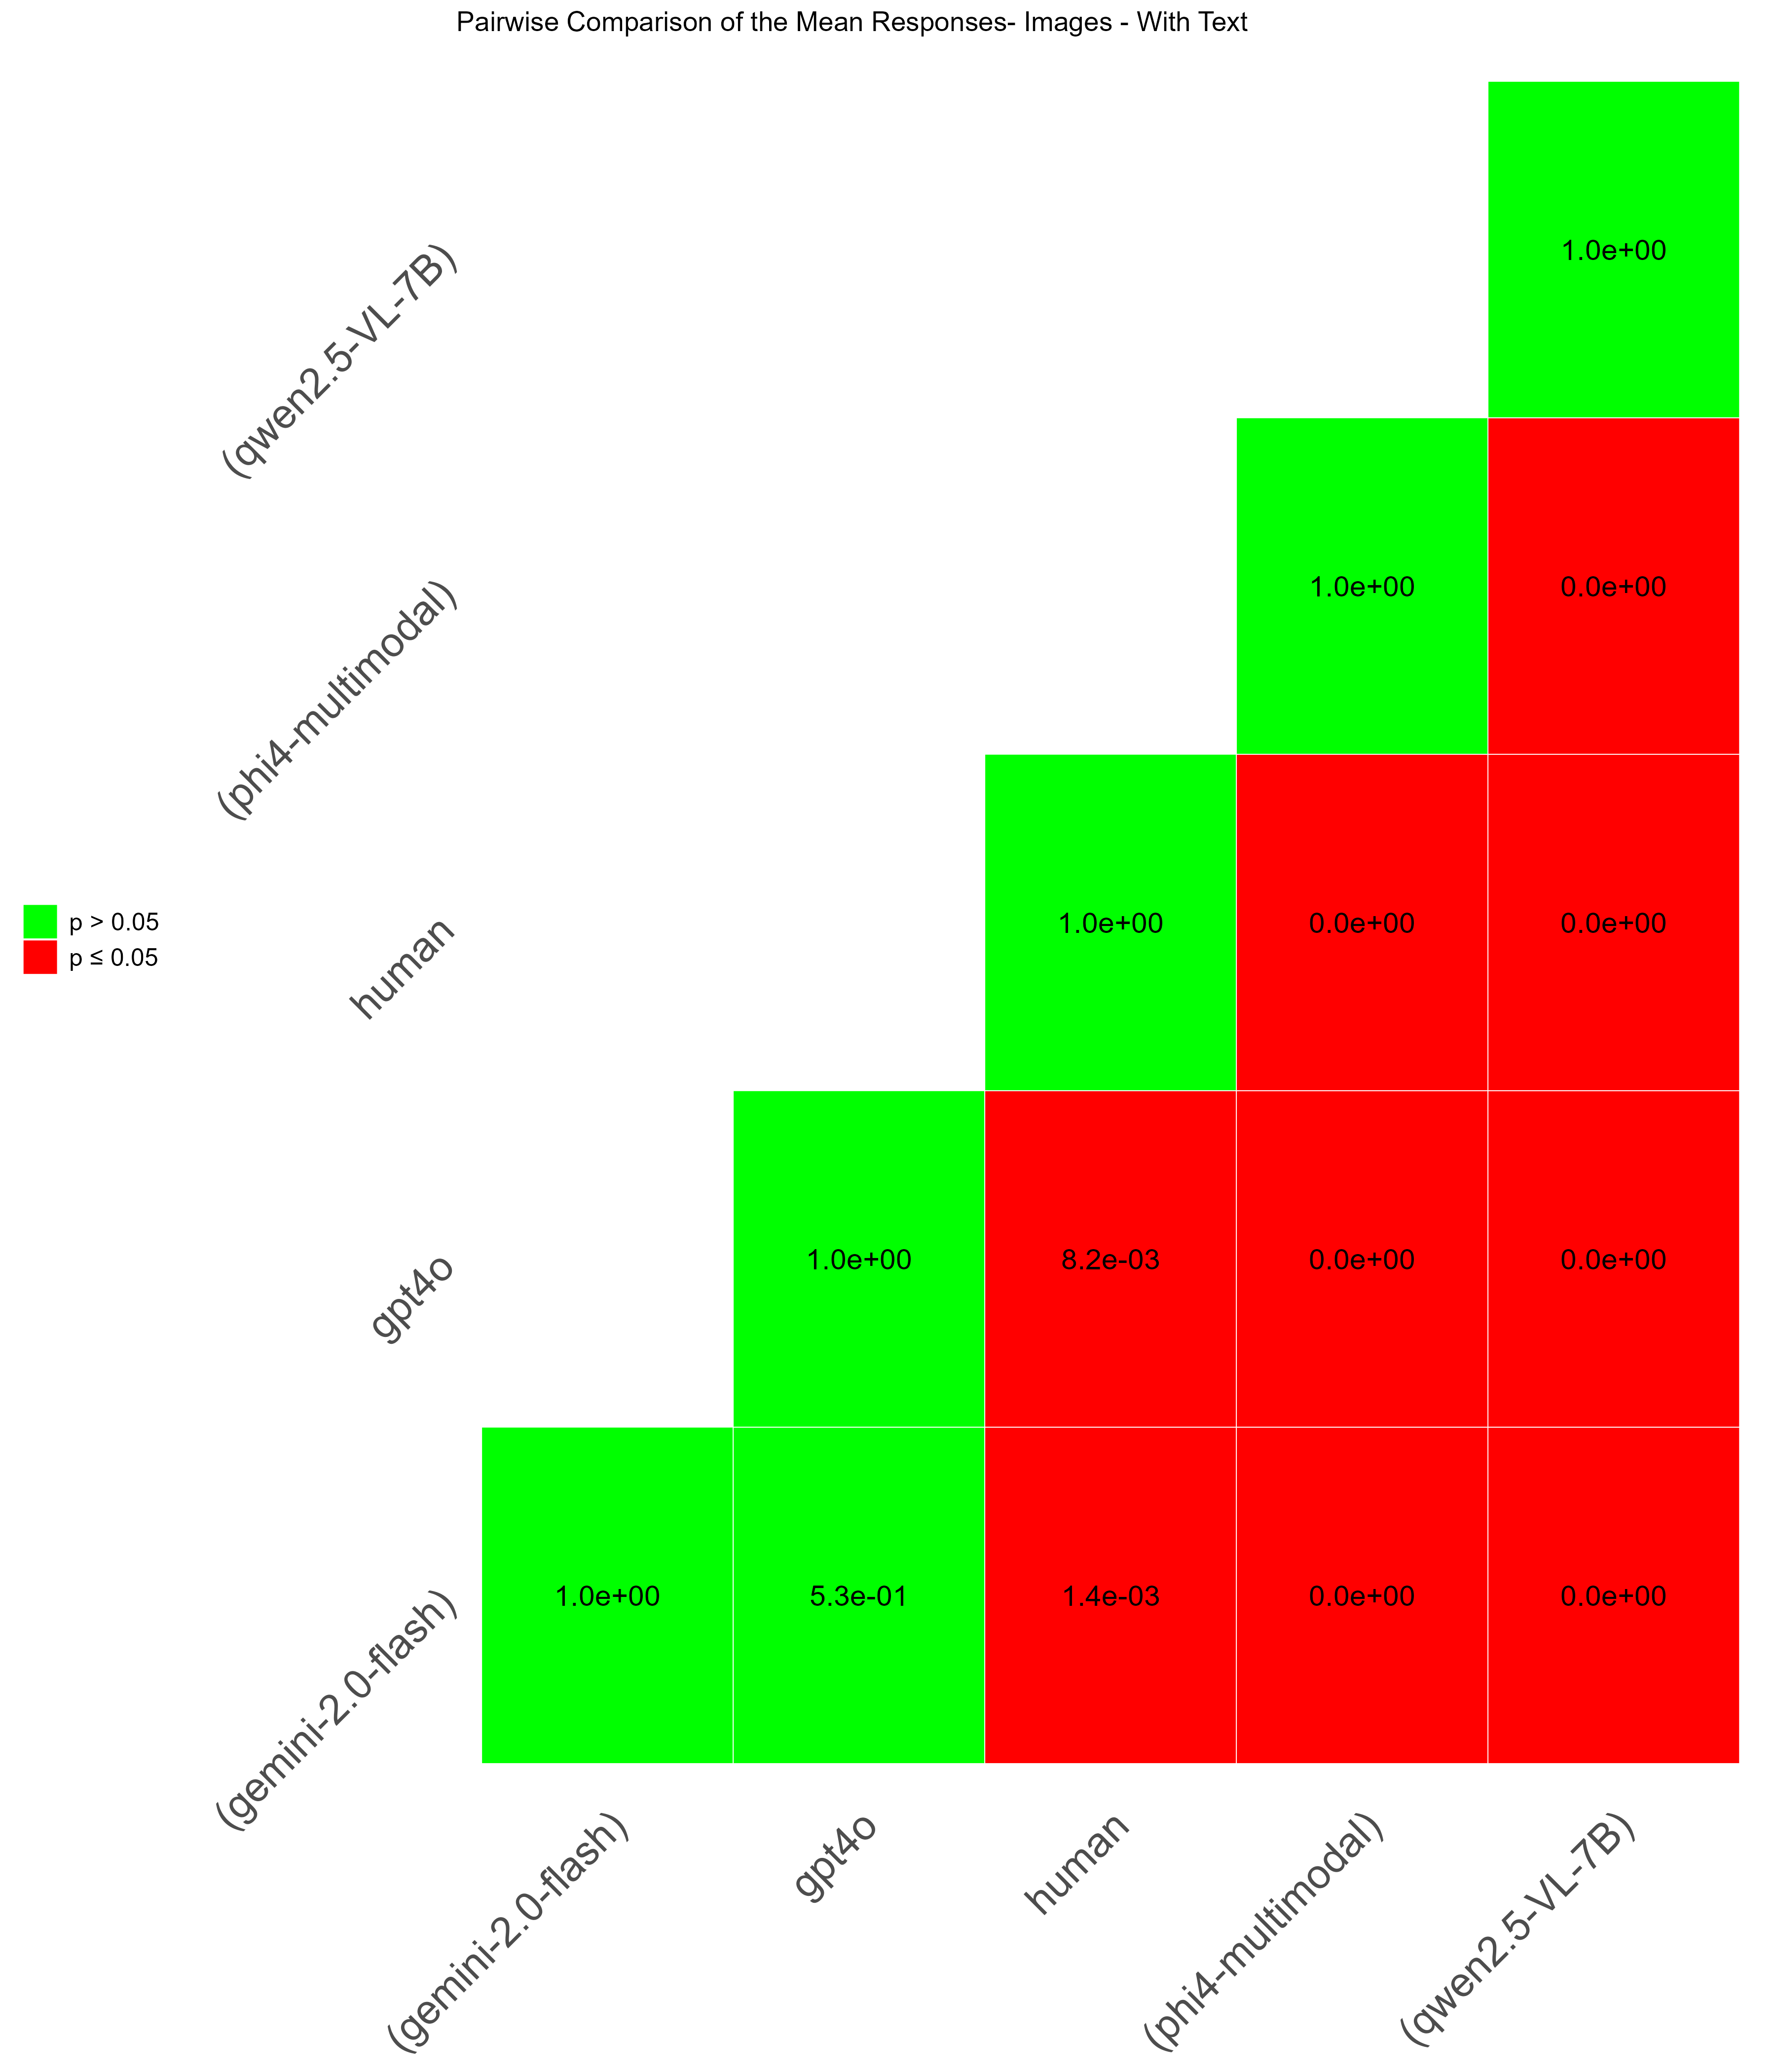 Pairwise Comparison of the Mean Responses- Images - With Text
(qwen2.5-VL-7B)
1.0e+00
(phi4-multimodal)
1.0e+00 0.0e+00
p > 0.05
p ≤ 0.05
human
1.0e+00 0.0e+00 0.0e+00
gpt4o
1.0e+00 8.2e-03 0.0e+00 0.0e+00
(gemini-2.0-flash)
1.0e+00 5.3e-01 1.4e-03 0.0e+00 0.0e+00
(gemini-2.0-flash)
gpt4o
human
(phi4-multimodal)
(qwen2.5-VL-7B)